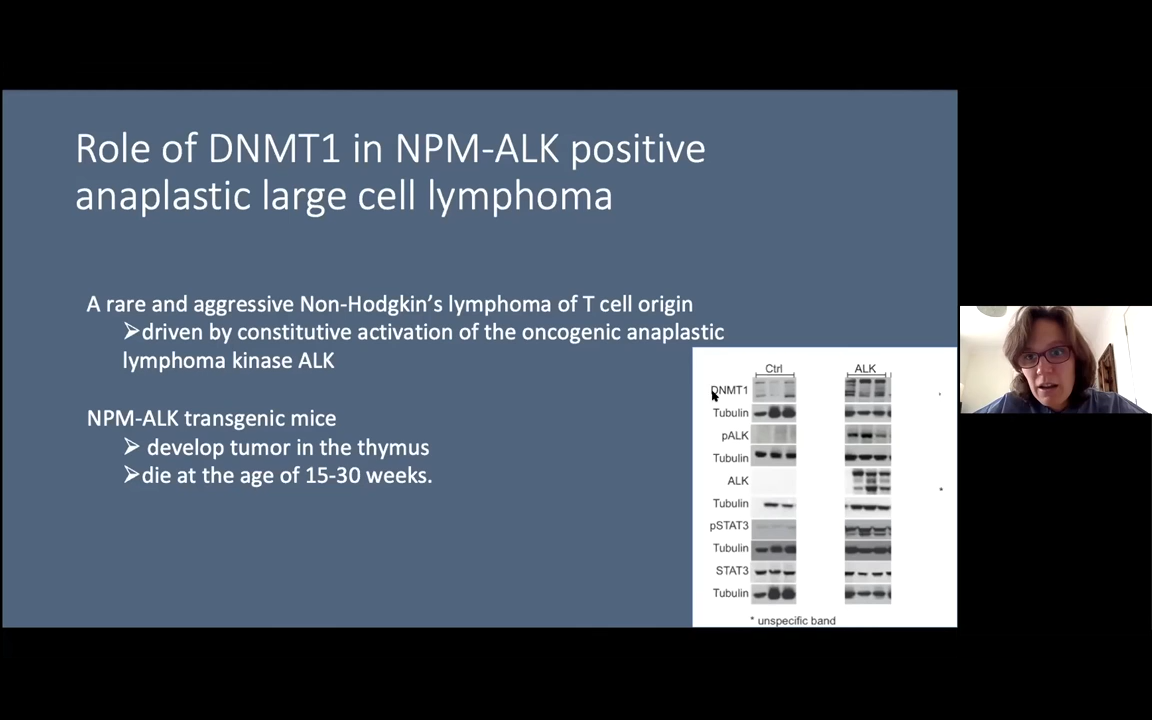 Role of DNMT1 in NPM-ALK positive
anaplastic large cell lymphoma
A rare and aggressive Non-Hodgkin's lymphoma of T cell origin
➢driven by constitutive activation of the oncogenic anaplastic
lymphoma kinase ALK
NPM-ALK transgenic mice
➢ develop tumor in the thymus
➢die at the age of 15-30 weeks.
Ctrl ALK
DNMT1
Tubulin
pALK
Tubulin
ALK
*
Tubulin
pSTAT3
Tubulin
STAT3
Tubulin
* unspecific band